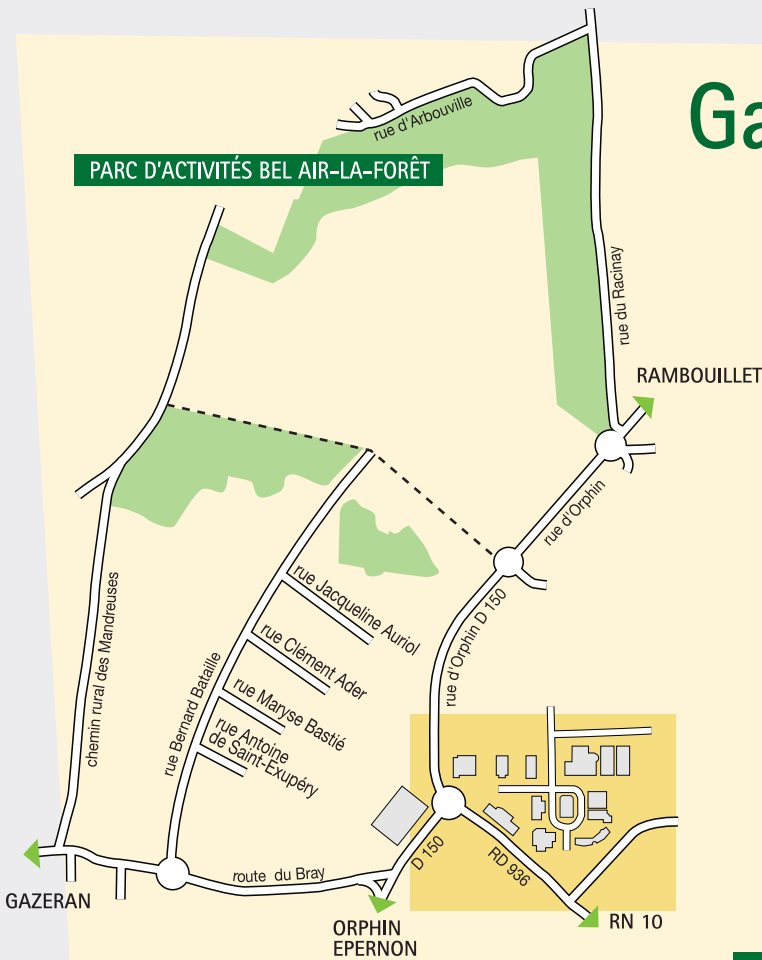 Ga
rue d'Arbouville
PARC D'ACTIVITÉS BEL AIR-LA-FORÊT
rue du Racinay
RAMBOUILLET
rue d'Orphin
rue Jacqueline Auriol
rue d'Orphin D 150
chemin rural des Mandreuses
rue Clément Ader
rue Bernard Bataille
rue Maryse Bastié
rue Antoine
de Saint-Exupéry
D 150
RD 936
route du Bray
GAZERAN
ORPHIN
EPERNON
RN 10